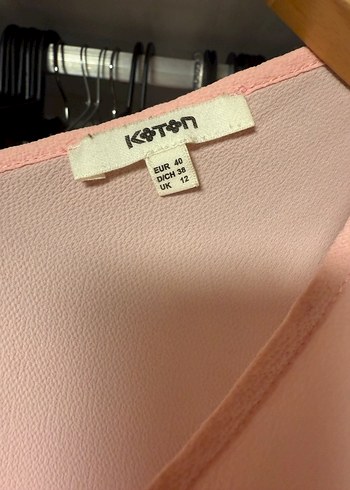 KOTON
EUR 40
D/CH 38
UK 12